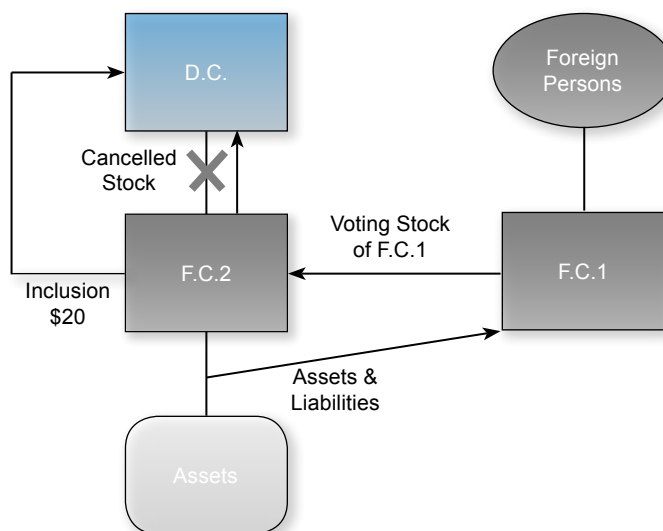 D.C.
Foreign
Persons
Cancelled
Stock
Voting Stock
of F.C.1
F.C.2
F.C.1
Inclusion
$20
Assets &
Liabilities
Assets